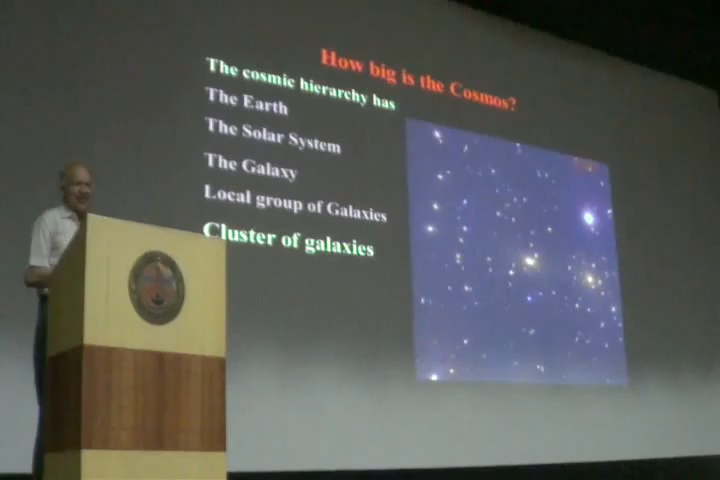 How big is the Cosmos?
The cosmic hierarchy has
The Earth
The Solar System
The Galaxy
Local group of Galaxies
Cluster of galaxies